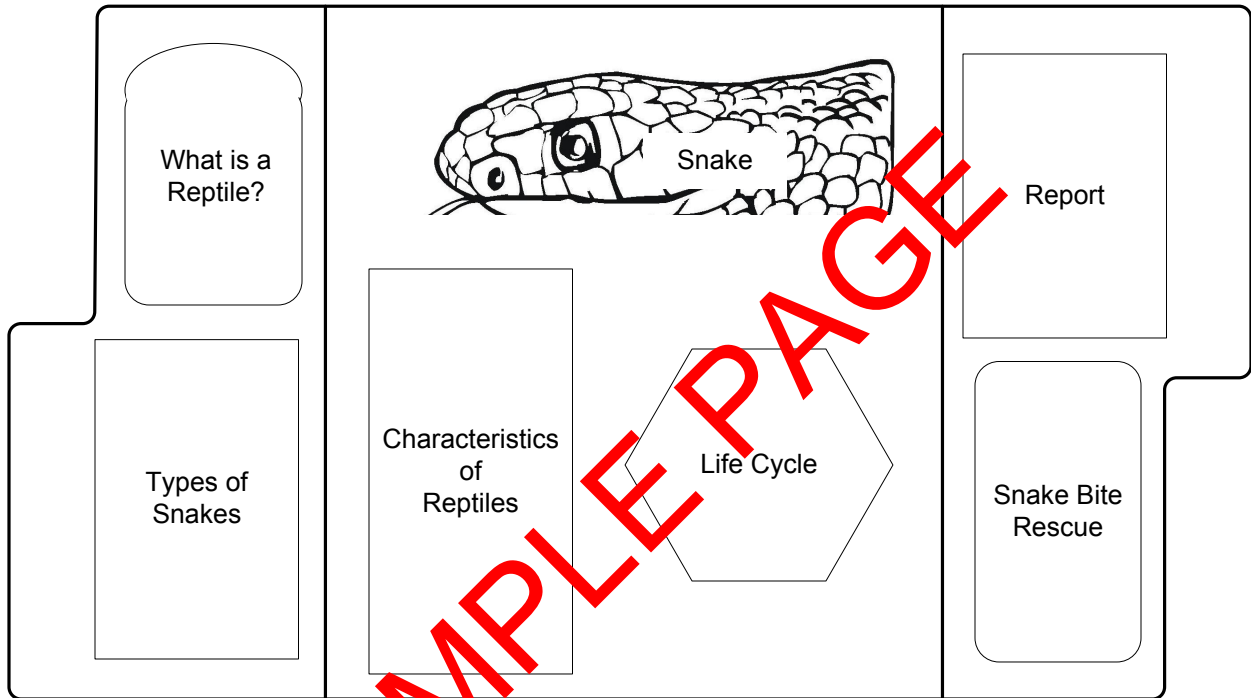 What is a
Reptile?
Types of
Snakes
Snake
Characteristics
of
Reptiles
Life Cycle
Report
Snake Bite
Rescue
MPLE PAGE